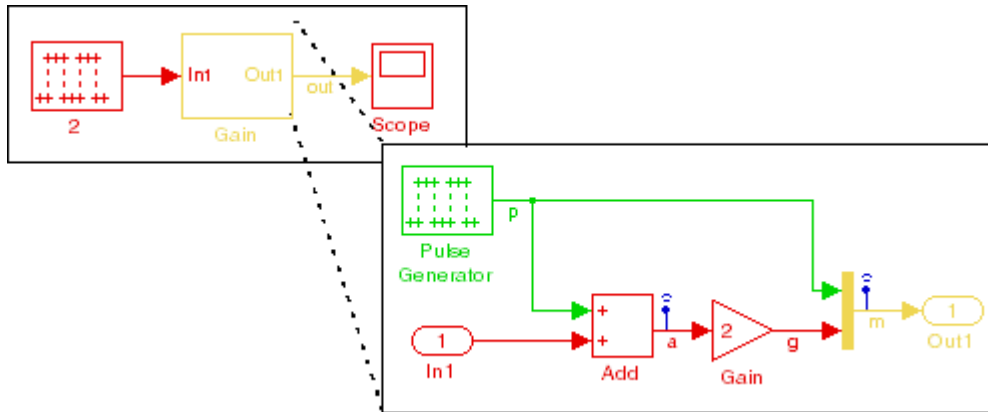 In1
Out1
out
2
Gain
Scope
p
Pulse
Generator
+
+
1
In1
a
Add
2
Gain
g
m
1
Out1